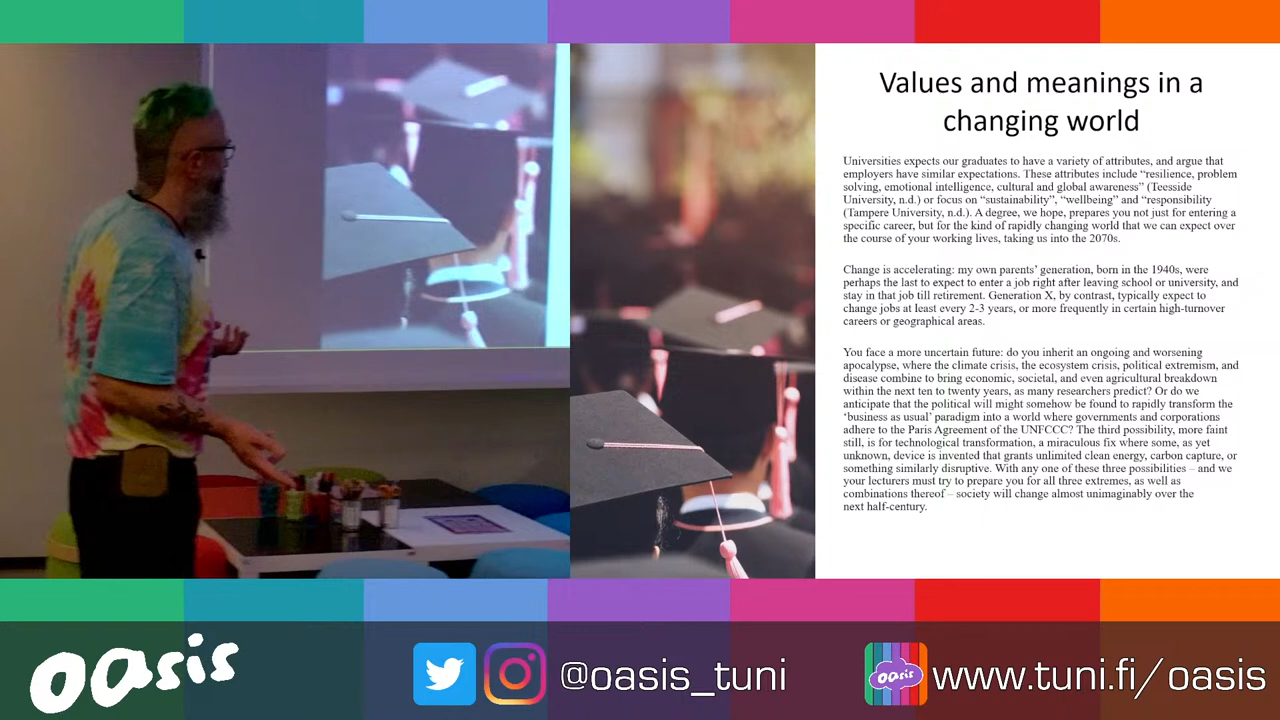 Values and meanings in a
changing world
Universities expects our graduates to have a variety of attributes, and argue that
employers have similar expectations. These attributes include “resilience, problem
solving, emotional intelligence, cultural and global awareness” (Teesside
University, n.d.) or focus on “sustainability”, “wellbeing” and “responsibility
(Tampere University, n.d.). A degree, we hope, prepares you not just for entering a
specific career, but for the kind of rapidly changing world that we can expect over
the course of your working lives, taking us into the 2070s.
Change is accelerating: my own parents’ generation, born in the 1940s, were
perhaps the last to expect to enter a job right after leaving school or university, and
stay in that job till retirement. Generation X, by contrast, typically expect to
change jobs at least every 2-3 years, or more frequently in certain high-turnover
careers or geographical areas.
You face a more uncertain future: do you inherit an ongoing and worsening
apocalypse, where the climate crisis, the ecosystem crisis, political extremism, and
disease combine to bring economic, societal, and even agricultural breakdown
within the next ten to twenty years, as many researchers predict? Or do we
anticipate that the political will might somehow be found to rapidly transform the
‘business as usual’ paradigm into a world where governments and corporations
adhere to the Paris Agreement of the UNFCCC? The third possibility, more faint
still, is for technological transformation, a miraculous fix where some, as yet
unknown, device is invented that grants unlimited clean energy, carbon capture, or
something similarly disruptive. With any one of these three possibilities – and we
your lecturers must try to prepare you for all three extremes, as well as
combinations thereof – society will change almost unimaginably over the
next half-century.
oasis
@oasis_tuni
oasis
www.tuni.fi/oasis